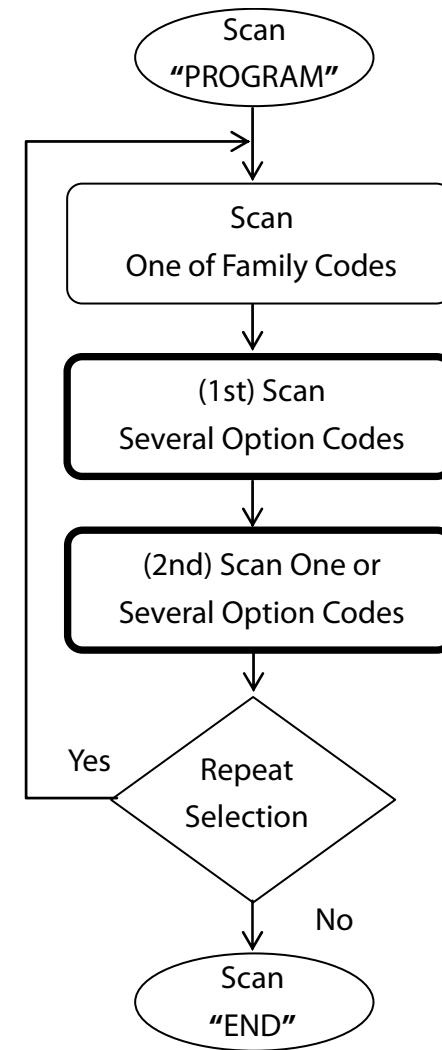 Scan
"PROGRAM"
Scan
One of Family Codes
(1st) Scan
Several Option Codes
(2nd) Scan One or
Several Option Codes
Yes
Repeat
Selection
No
Scan
"END"